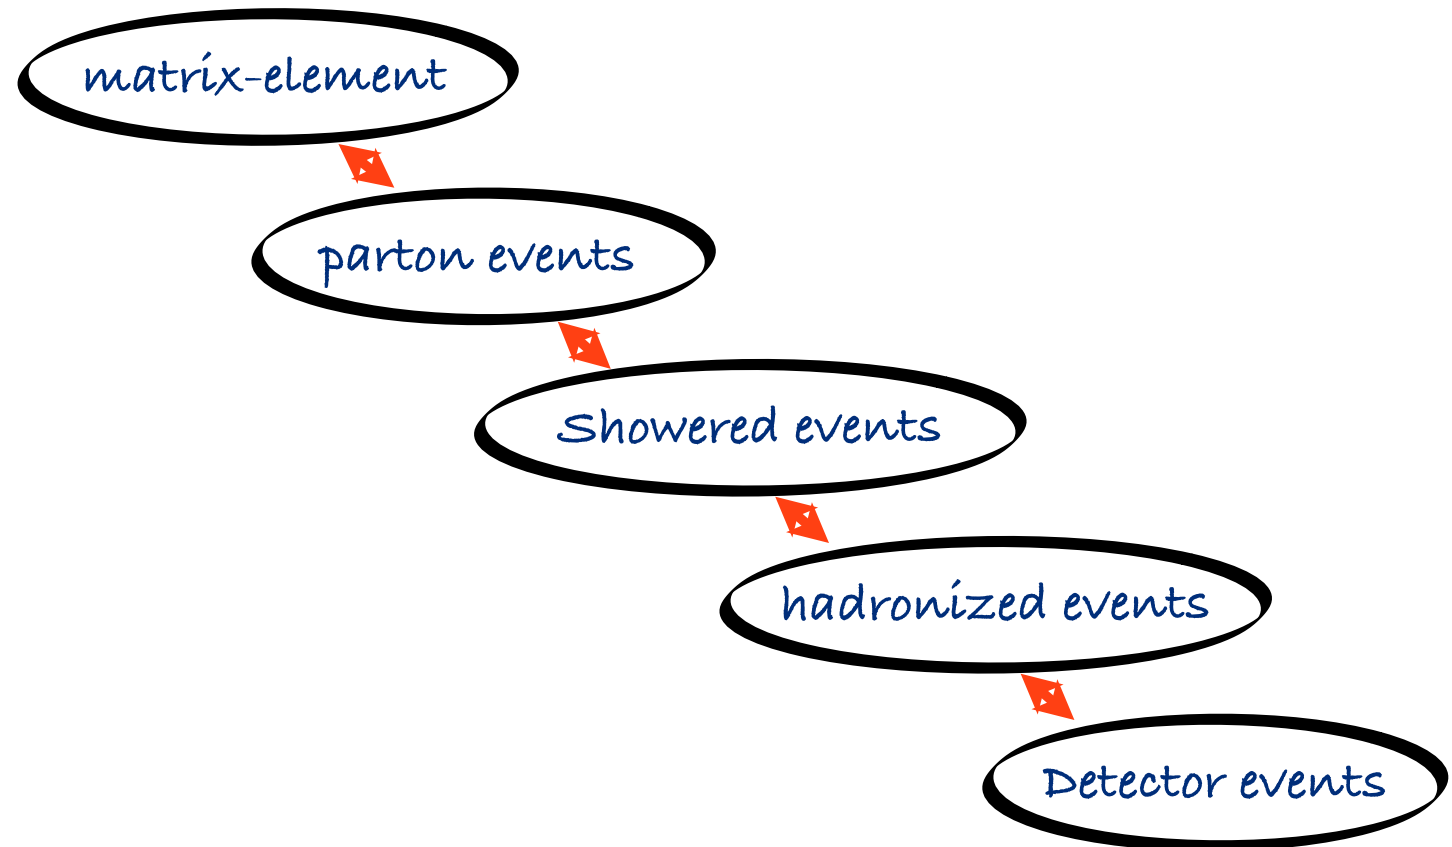 matrix-element
parton events
Showered events
hadronized events
Detector events